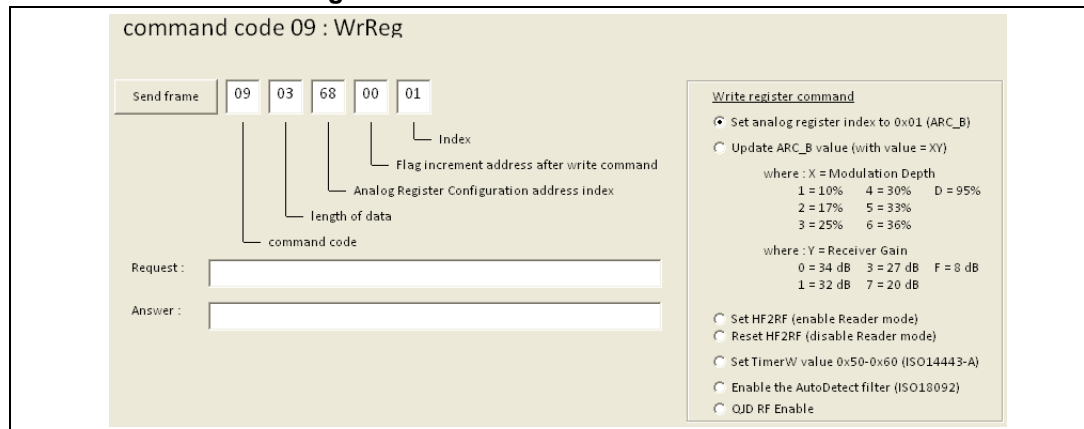 command code 09 : WrReg
Send frame 09 03 68 00 01
Index
Flag increment address after write command
Analog Register Configuration address index
length of data
command code
Request :
Answer :
Write register command
Set analog register index to 0x01 (ARC_B)
Update ARC_B value (with value = XY)
where : X = Modulation Depth
1 = 10% 4 = 30% D = 95%
2 = 17% 5 = 33%
3 = 25% 6 = 36%
where : Y = Receiver Gain
0 = 34 dB 3 = 27 dB F = 8 dB
1 = 32 dB 7 = 20 dB
Set HF2RF (enable Reader mode)
Reset HF2RF (disable Reader mode)
Set TimerW value 0x50-0x60 (ISO14443-A)
Enable the AutoDetect filter (ISO18092)
QJD RF Enable